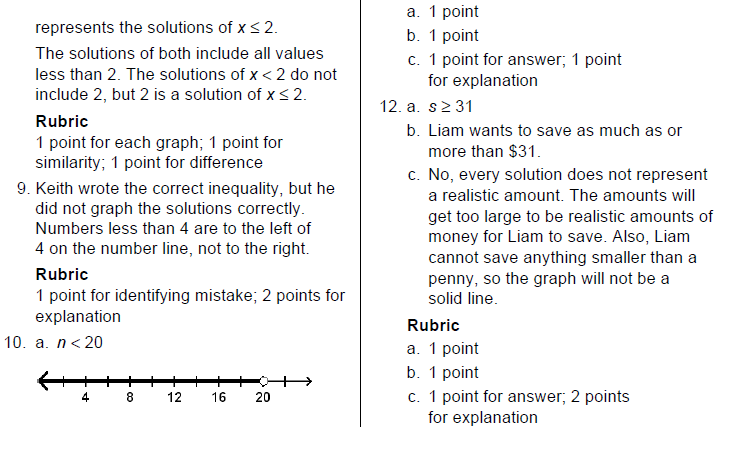 represents the solutions of x ≤ 2.
The solutions of both include all values
less than 2. The solutions of x < 2 do not
include 2, but 2 is a solution of x ≤ 2.
Rubric
1 point for each graph; 1 point for
similarity; 1 point for difference
9. Keith wrote the correct inequality, but he
did not graph the solutions correctly.
Numbers less than 4 are to the left of
4 on the number line, not to the right.
Rubric
1 point for identifying mistake; 2 points for
explanation
10. a. n < 20
4 8 12 16 20
a. 1 point
b. 1 point
c. 1 point for answer; 1 point
for explanation
12. a. s ≥ 31
b. Liam wants to save as much as or
more than $31.
c. No, every solution does not represent
a realistic amount. The amounts will
get too large to be realistic amounts of
money for Liam to save. Also, Liam
cannot save anything smaller than a
penny, so the graph will not be a
solid line.
Rubric
a. 1 point
b. 1 point
c. 1 point for answer; 2 points
for explanation